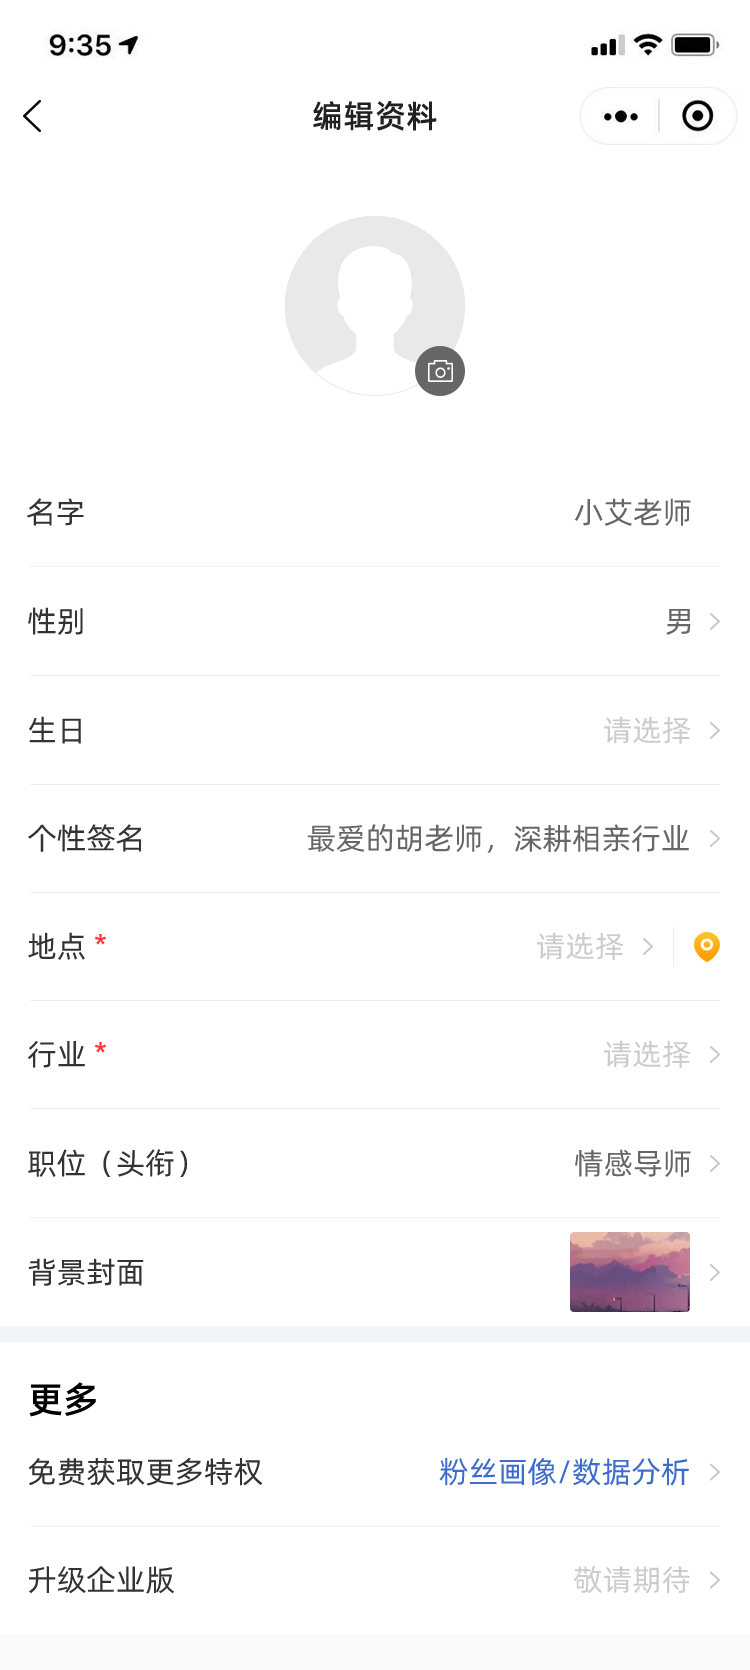 9:35
编辑资料
名字 小艾老师
性别 男
生日 请选择
个性签名 最爱的胡老师，深耕相亲行业
地点 * 请选择
行业 * 请选择
职位（头衔） 情感导师
背景封面
更多
免费获取更多特权 粉丝画像/数据分析
升级企业版 敬请期待